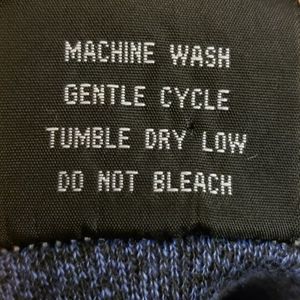 MACHINE WASH
GENTLE CYCLE
TUMBLE DRY LOW
DO NOT BLEACH